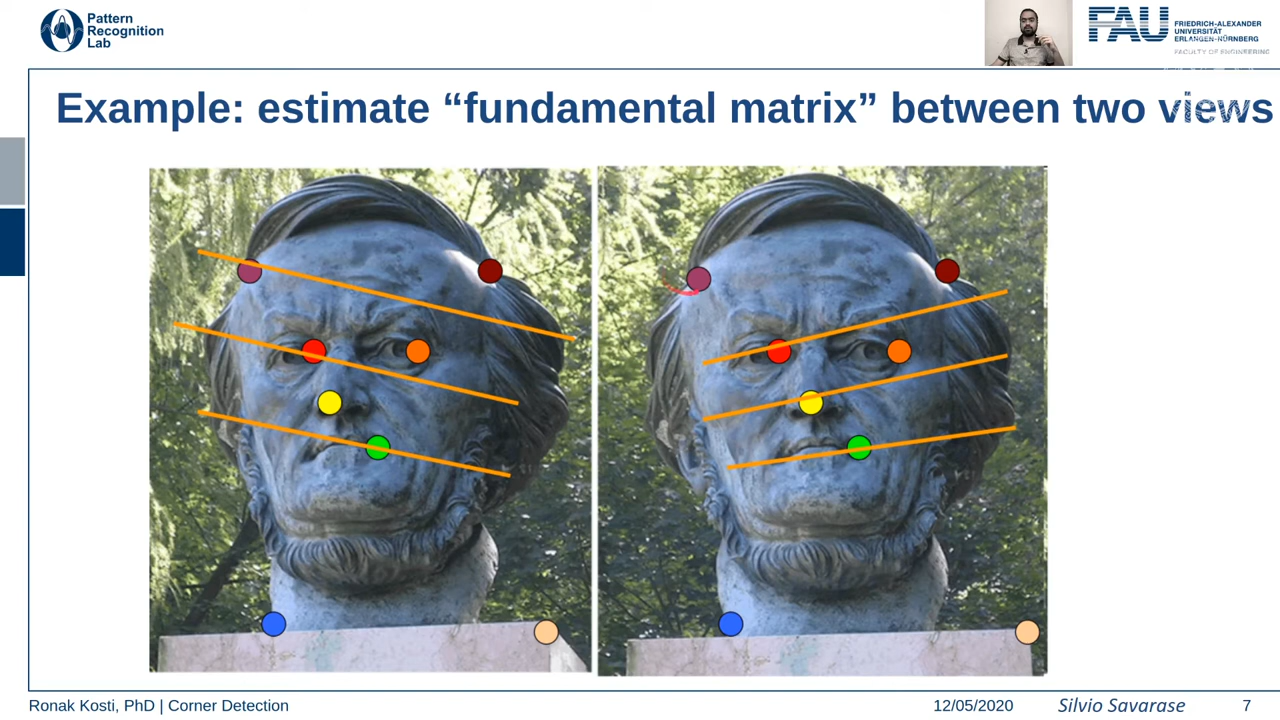 Pattern
Recognition
Lab
FAU
FRIEDRICH-ALEXANDER
UNIVERSITÄT
ERLANGEN-NÜRNBERG
FACULTY OF ENGINEERING
Example: estimate “fundamental matrix” between two views
Ronak Kosti, PhD | Corner Detection
12/05/2020
Silvio Savarase
7